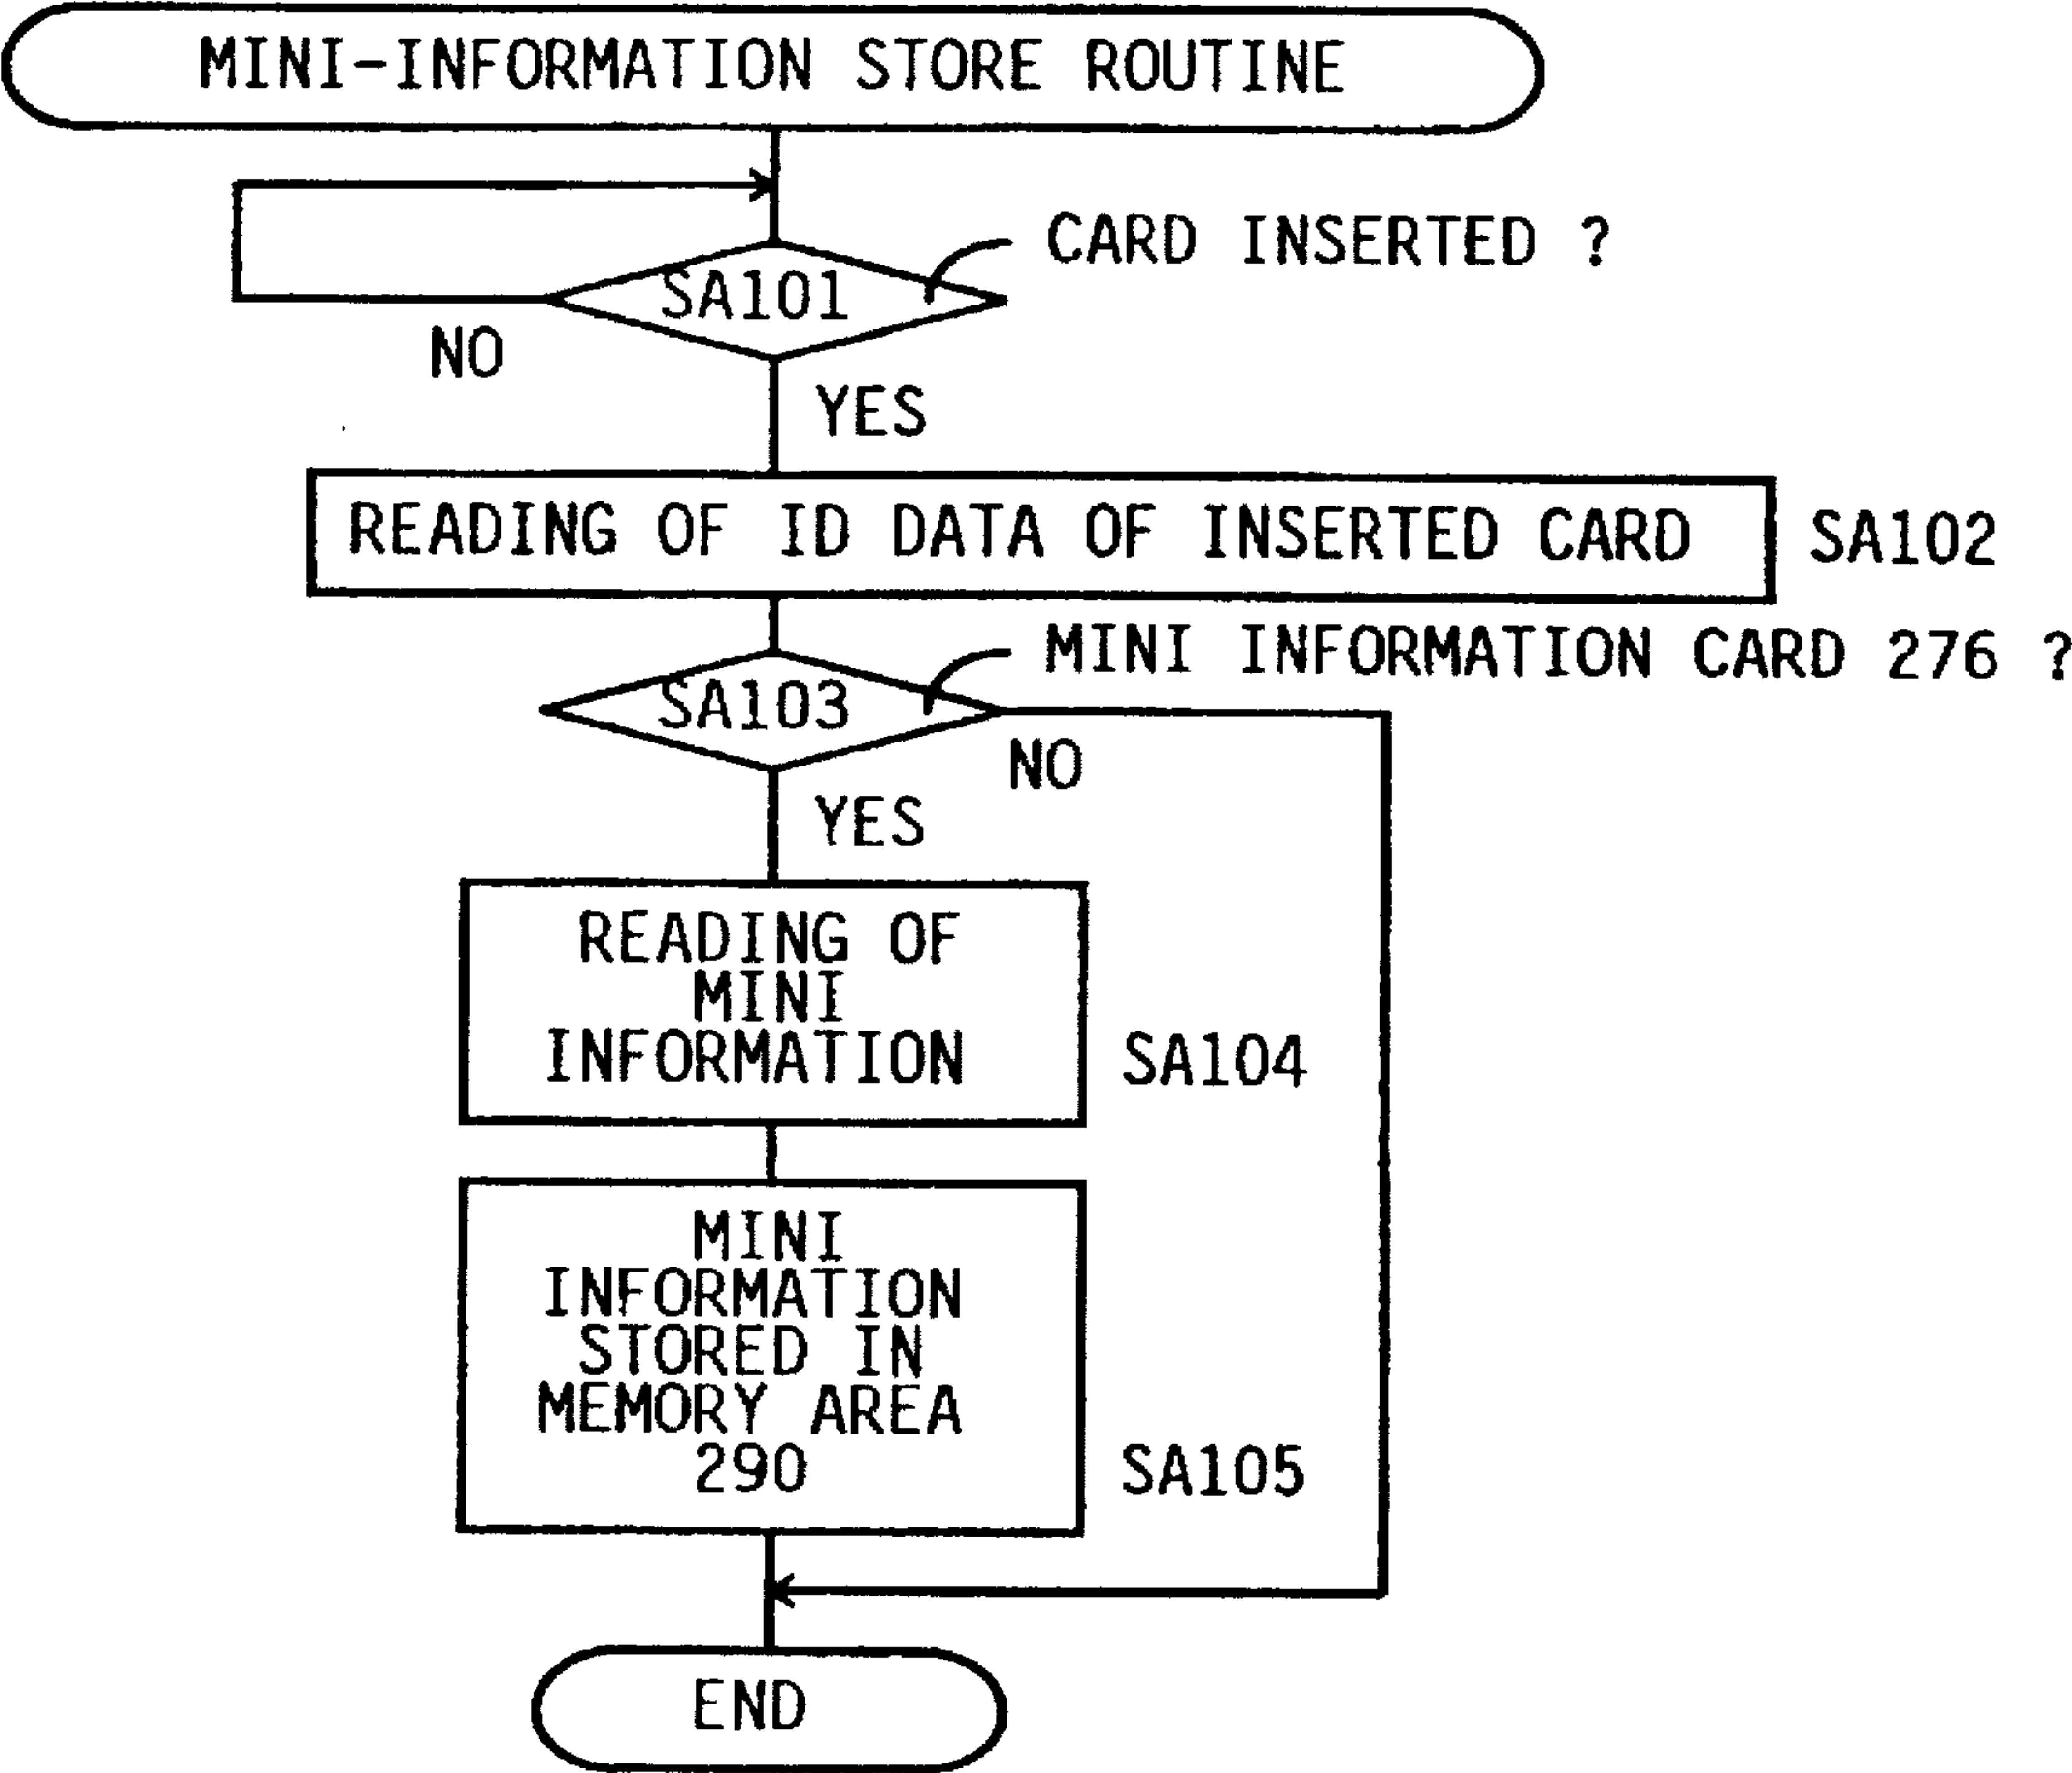 MINI-INFORMATION STORE ROUTINE
CARD INSERTED ?
SA101
NO
YES
READING OF ID DATA OF INSERTED CARD
SA102
MINI INFORMATION CARD 276 ?
SA103
NO
YES
READING OF
MINI
INFORMATION
SA104
MINI
INFORMATION
STORED IN
MEMORY AREA
290
SA105
END